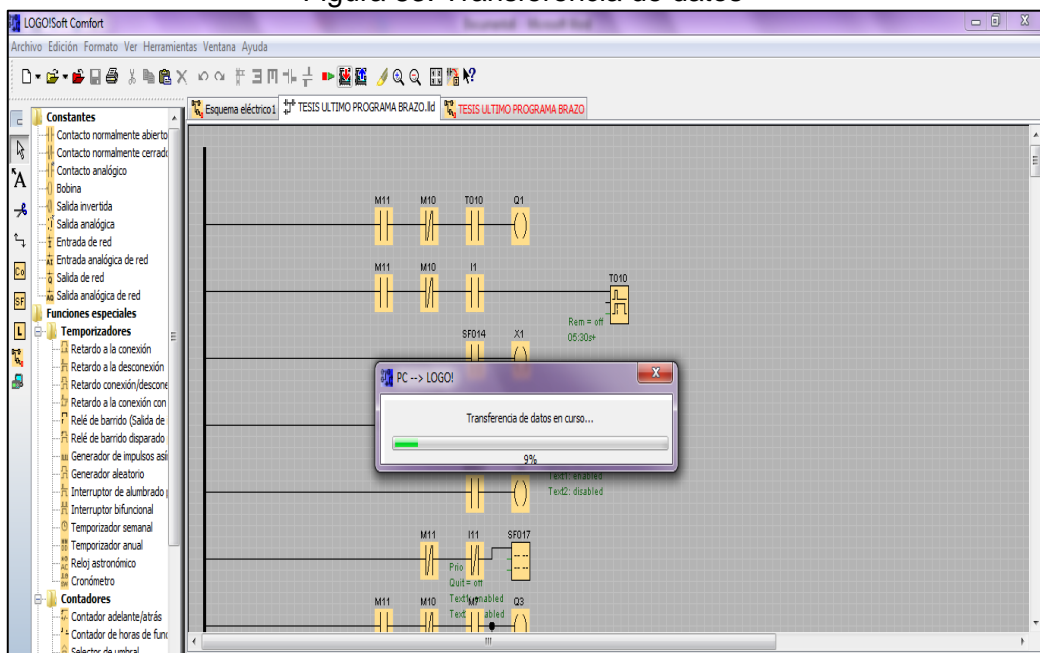 LOGO!Soft Comfort
Archivo Edición Formato Ver Herramientas Ventana Ayuda
Esquema eléctrico1
TESIS ULTIMO PROGRAMA BRAZO.lld
TESIS ULTIMO PROGRAMA BRAZO
Constantes
Contacto normalmente abierto
Contacto normalmente cerrado
Contacto analógico
Bobina
Salida invertida
Salida analógica
Entrada de red
Entrada analógica de red
Salida de red
Salida analógica de red
Funciones especiales
Temporizadores
Retardo a la conexión
Retardo a la desconexión
Retardo conexión/descone
Retardo a la conexión con
Relé de barrido (Salida de
Relé de barrido disparado
Generador de impulsos así
Generador aleatorio
Interruptor de alumbrado
Interruptor bifuncional
Temporizador semanal
Temporizador anual
Reloj astronómico
Cronómetro
Contadores
Contador adelante/atrás
Contador de horas de func
Selector de umbral
A
Co
SF
L
M11 M10 T010 Q1
M11 M10 I1
T010
Rem = off
05:30s+
SF014 X1
PC --> LOGO!
Transferencia de datos en curso...
9%
Text1: enabled
Text2: disabled
M11 I11 SF017
Prio
Quit = off
M11 M10 M7 Q3